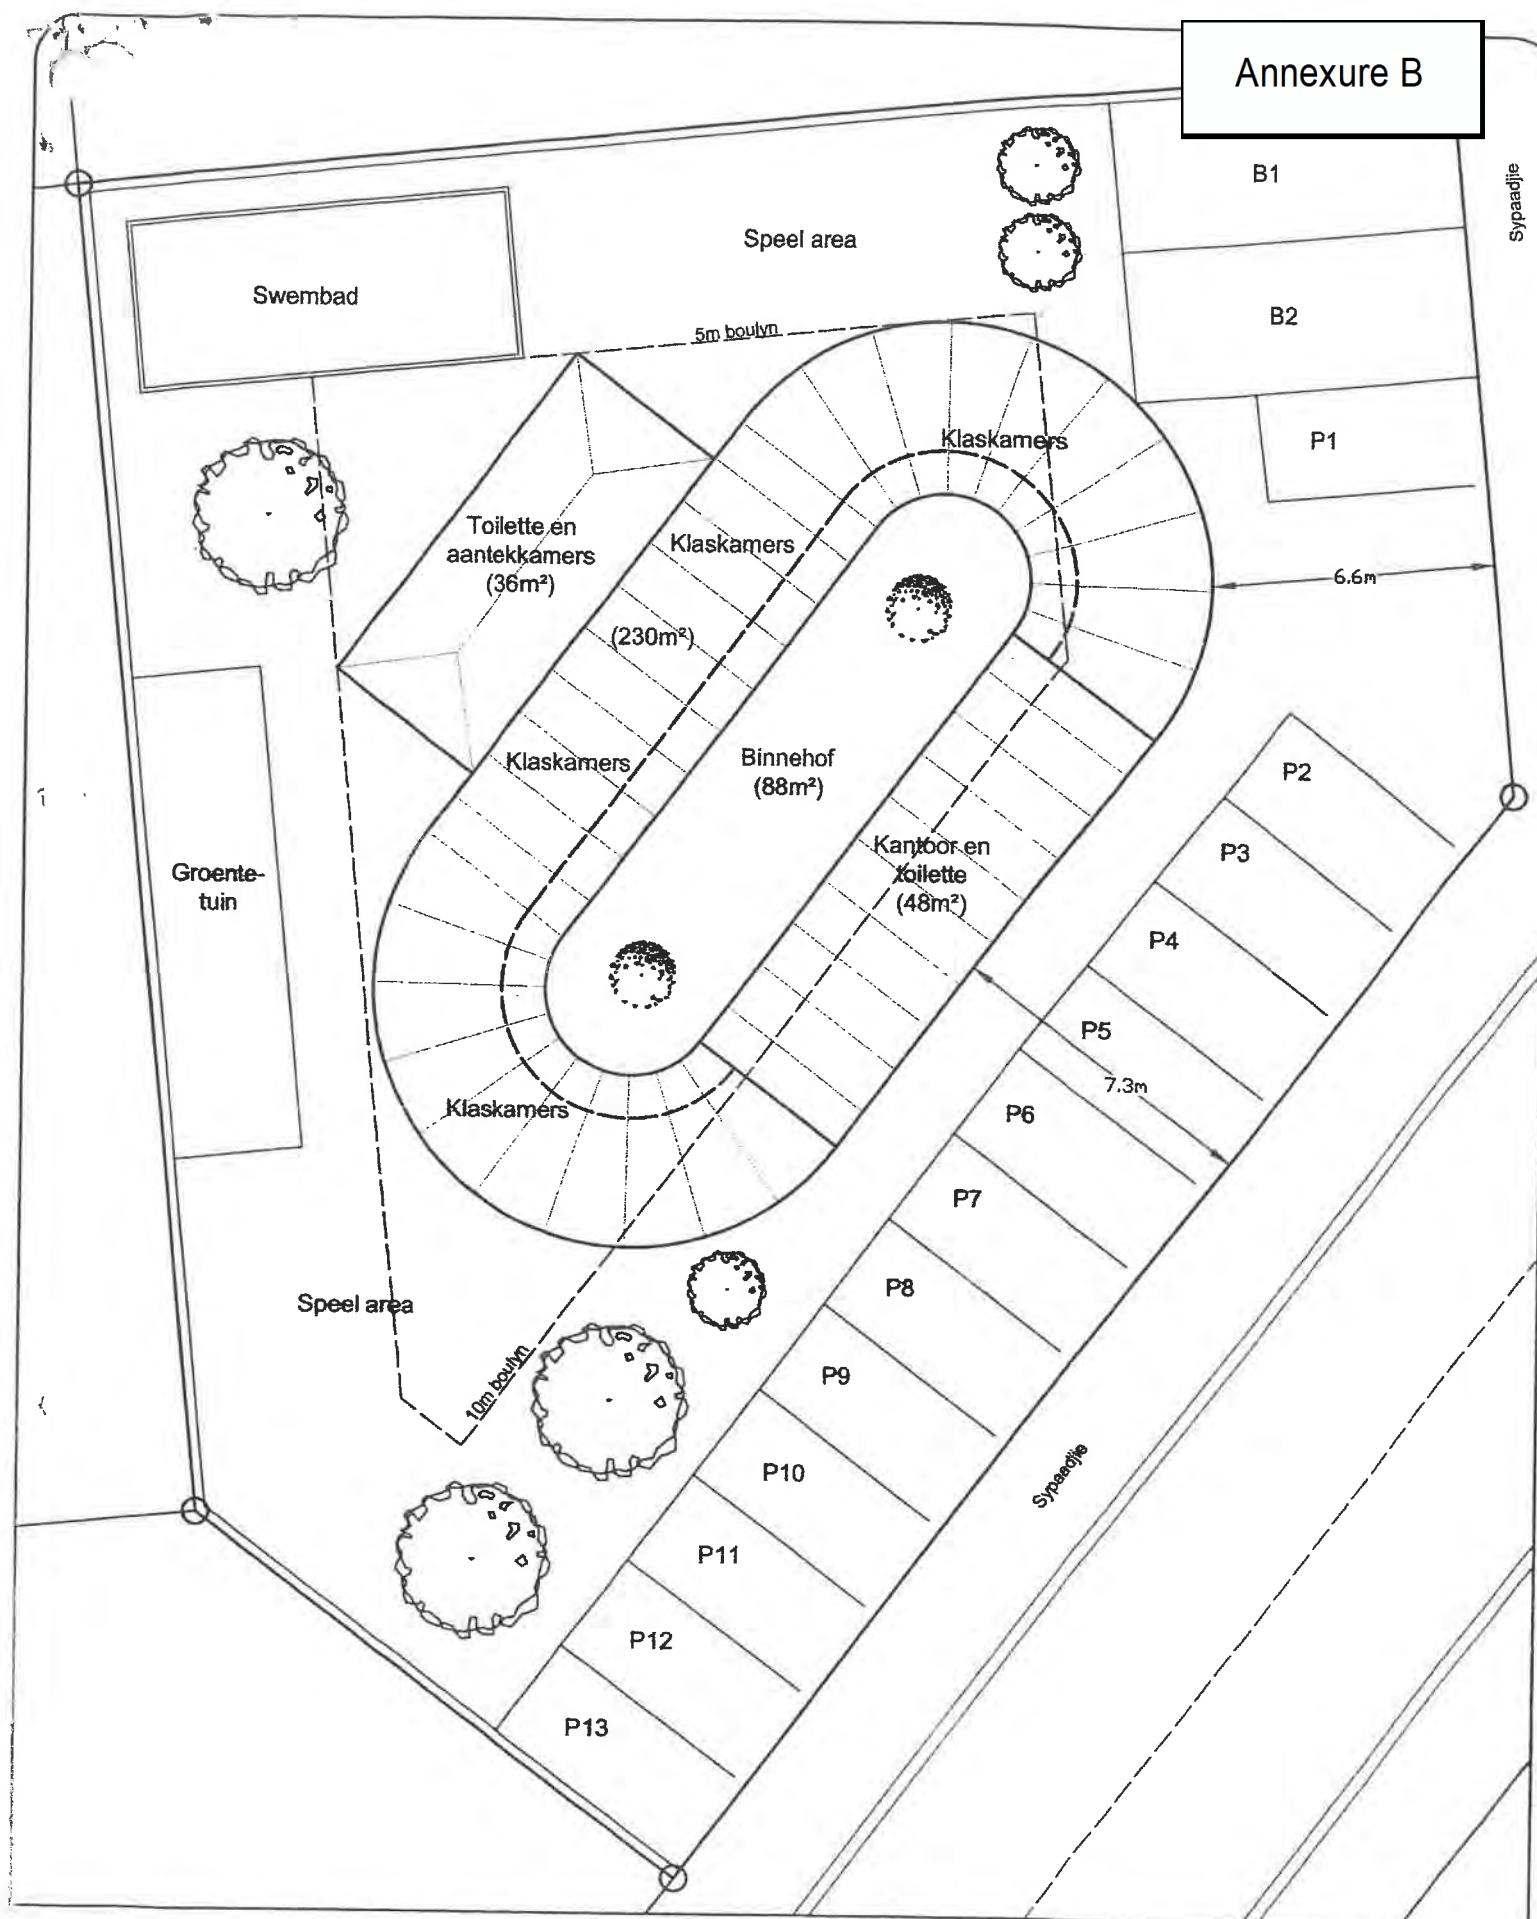 Annexure B
B1
Sypaadjie
Speel area
Swembad
B2
5m boulyn
P1
Klaskamers
Toilette en
aantekkamers
(36m²)
Klaskamers
6.6m
(230m²)
Klaskamers
Binnehof
(88m²)
P2
P3
Kantoor en
toilette
(48m²)
Groente-
tuin
P4
P5
7.3m
Klaskamers
P6
P7
P8
Speel area
10m boulyn
P9
P10
Sypaadjie
P11
P12
P13